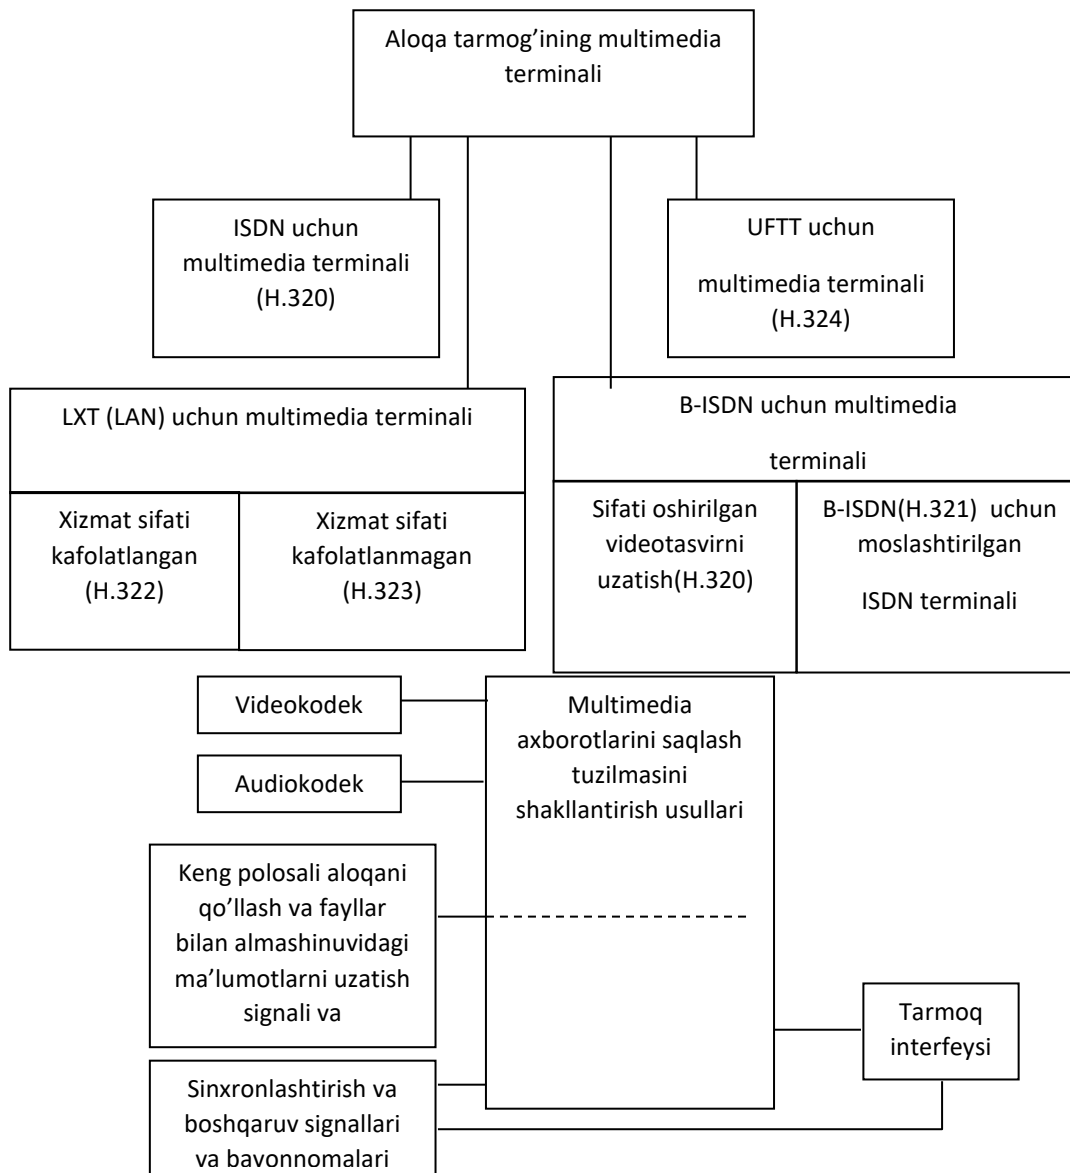 Aloqa tarmog’ining multimedia
terminali
ISDN uchun
multimedia terminali
(H.320)
UFTT uchun
multimedia terminali
(H.324)
LXT (LAN) uchun multimedia terminali
B-ISDN uchun multimedia
terminali
Xizmat sifati
kafolatlangan
(H.322)
Xizmat sifati
kafolatlanmagan
(H.323)
Sifati oshirilgan
videotasvirni
uzatish(H.320)
B-ISDN(H.321) uchun
moslashtirilgan
ISDN terminali
Videokodek
Audiokodek
Multimedia
axborotlarini saqlash
tuzilmasini
shakllantirish usullari
Keng polosali aloqani
qo’llash va fayllar
bilan almashinuvidagi
ma’lumotlarni uzatish
signali va
Tarmoq
interfeysi
Sinxronlashtirish va
boshqaruv signallari
va bayonnomalari